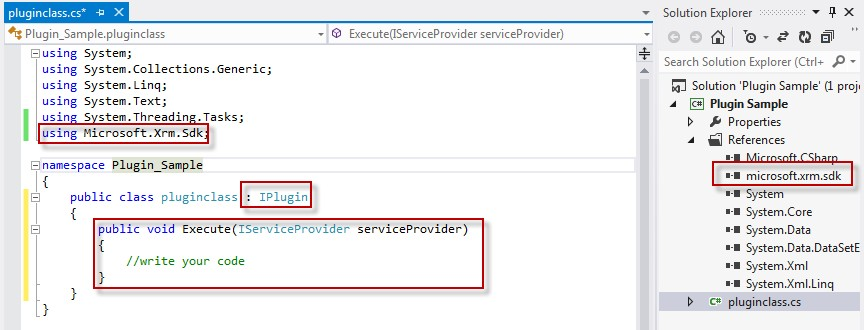 pluginclass.cs*
Plugin_Sample.pluginclass
Execute(IServiceProvider serviceProvider)
using System;
using System.Collections.Generic;
using System.Linq;
using System.Text;
using System.Threading.Tasks;
using Microsoft.Xrm.Sdk;
namespace Plugin_Sample
{
public class pluginclass : IPlugin
{
public void Execute(IServiceProvider serviceProvider)
{
//write your code
}
}
}
Solution Explorer
Search Solution Explorer (Ctrl+
Solution 'Plugin Sample' (1 proje
C# Plugin Sample
Properties
References
Microsoft.CSharp
microsoft.xrm.sdk
System
System.Core
System.Data
System.Data.DataSetE
System.Xml
System.Xml.Linq
C# pluginclass.cs